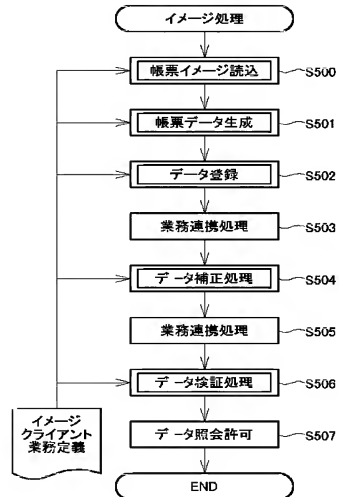 イメージ処理
帳票イメージ読込
S500
帳票データ生成
S501
データ登録
S502
業務連携処理
S503
データ補正処理
S504
業務連携処理
S505
データ検証処理
S506
データ照会許可
S507
イメージ
クライアント
業務定義
END